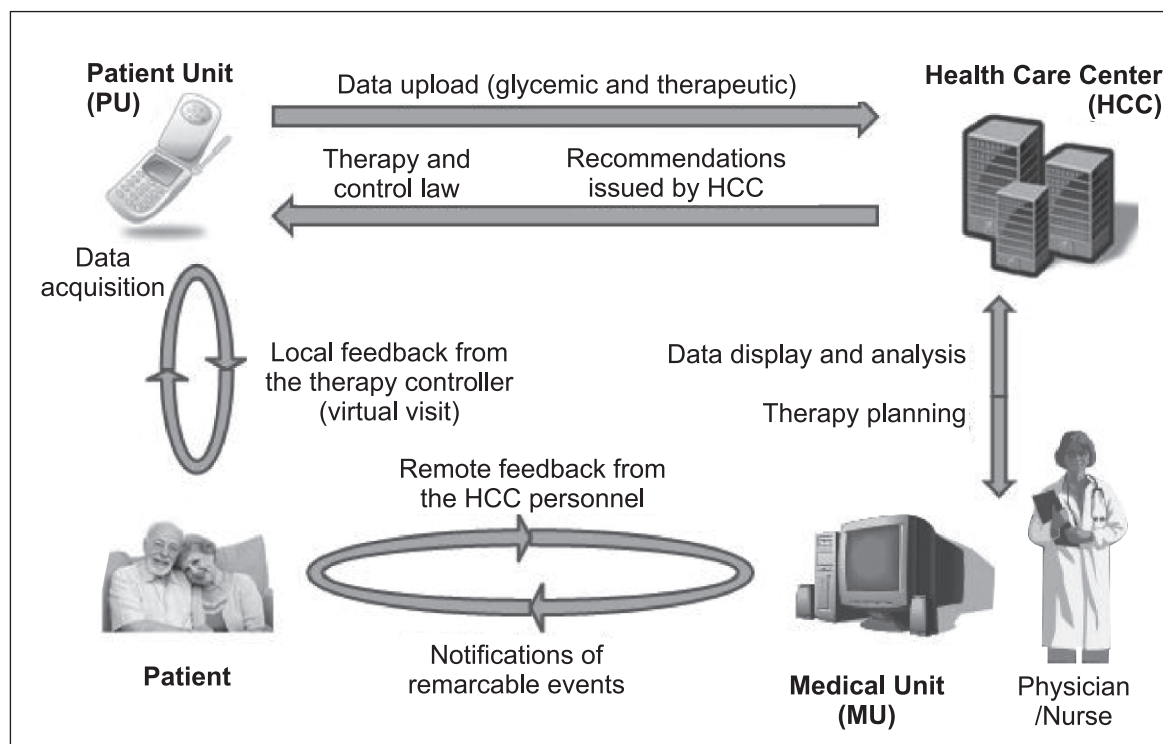 Patient Unit
(PU)
Data upload (glycemic and therapeutic)
Health Care Center
(HCC)
Therapy and
control law
Recommendations
issued by HCC
Data
acquisition
Local feedback from
the therapy controller
(virtual visit)
Data display and analysis
Therapy planning
Remote feedback from
the HCC personnel
Patient
Notifications of
remarcable events
Medical Unit
(MU)
Physician
/Nurse